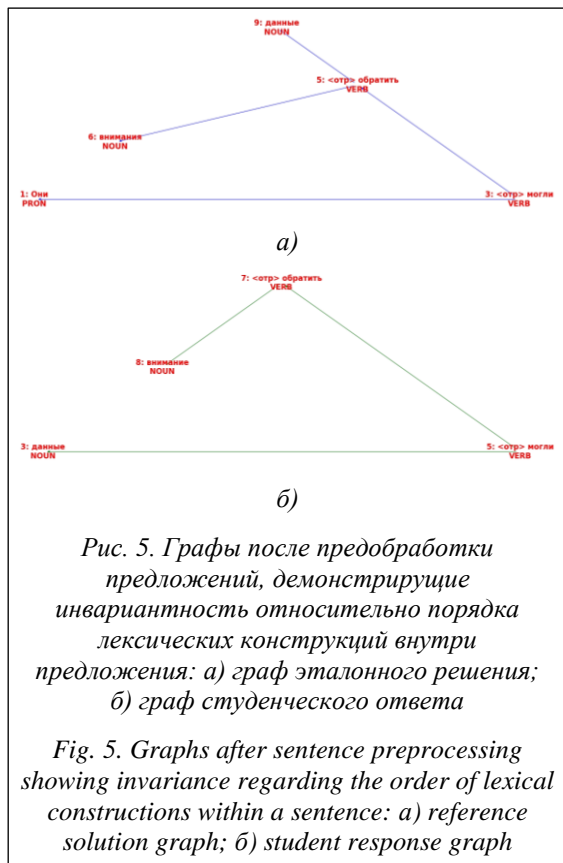 9: данные
NOUN
5: <отр> обратить
VERB
6: внимания
NOUN
1: Они
PRON
3: <отр> могли
VERB
а)
7: <отр> обратить
VERB
8: внимание
NOUN
3: данные
NOUN
5: <отр> могли
VERB
б)
Рис. 5. Графы после предобработки
предложений, демонстрирущие
инвариантность относительно порядка
лексических конструкций внутри
предложения: а) граф эталонного решения;
б) граф студенческого ответа
Fig. 5. Graphs after sentence preprocessing
showing invariance regarding the order of lexical
constructions within a sentence: a) reference
solution graph; б) student response graph